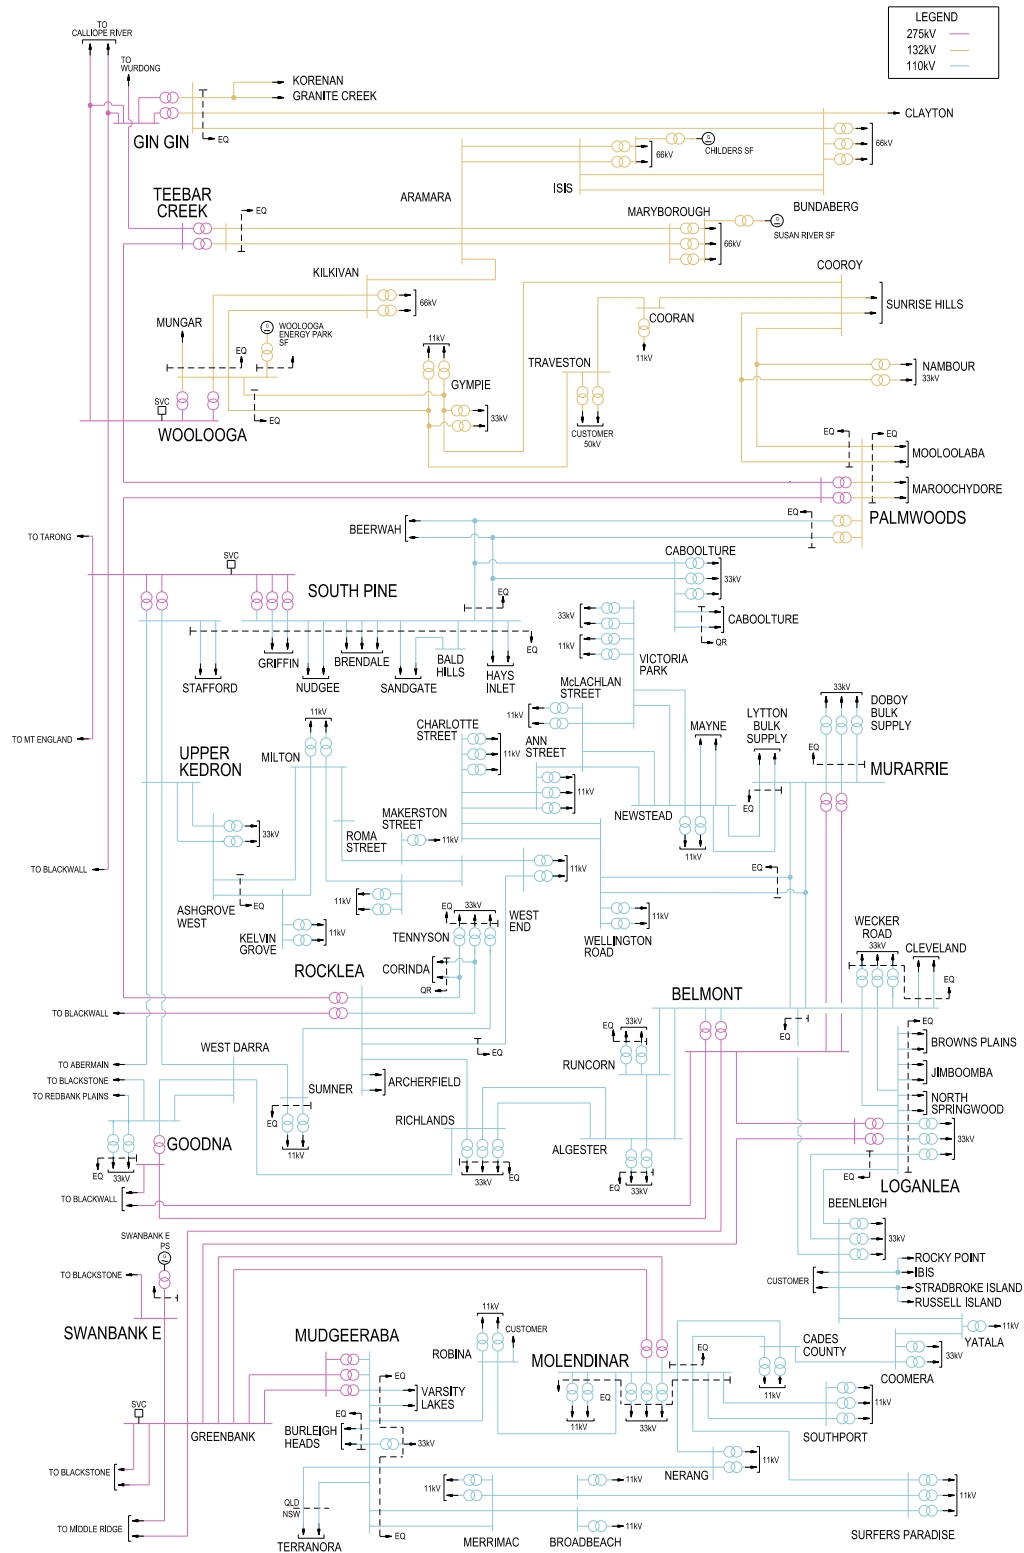 LEGEND
275kV
132kV
110kV
TO
CALLIOPE RIVER
TO
WURDONG
KORENAN
GRANITE CREEK
EQ
GIN GIN
CLAYTON
66kV
BUNDABERG
G
CHILDERS SF
66kV
ISIS
ARAMARA
TEEBAR
CREEK
EQ
MARYBOROUGH
G
SUSAN RIVER SF
66kV
KILKIVAN
66kV
COOROY
SUNRISE HILLS
COORAN
11kV
MUNGAR
EQ
G
WOOLOOGA
ENERGY PARK
SF
11kV
GYMPIE
33kV
TRAVESTON
CUSTOMER
50kV
NAMBOUR
33kV
SVC
WOOLOOGA
EQ
EQ
EQ
MOOLOOLABA
MAROOCHYDORE
PALMWOODS
EQ
BEERWAH
TO TARONG
SVC
SOUTH PINE
CABOOLTURE
33kV
CABOOLTURE
QR
EQ
EQ
STAFFORD
GRIFFIN
NUDGEE
BRENDALE
SANDGATE
BALD
HILLS
HAYS
INLET
33kV
11kV
VICTORIA
PARK
TO MT ENGLAND
UPPER
KEDRON
MILTON
11kV
CHARLOTTE
STREET
11kV
McLACHLAN
STREET
11kV
ANN
STREET
11kV
MAYNE
LYTTON
BULK
SUPPLY
EQ
33kV
DOBOY
BULK
SUPPLY
EQ
MURARRIE
NEWSTEAD
11kV
33kV
ROMA
STREET
MAKERSTON
STREET
11kV
TO BLACKWALL
ASHGROVE
WEST
EQ
KELVIN
GROVE
11kV
11kV
11kV
WEST
END
WELLINGTON
ROAD
11kV
EQ
33kV
EQ
TENNYSON
CORINDA
QR
ROCKLEA
WECKER
ROAD
33kV
CLEVELAND
EQ
BELMONT
EQ
TO BLACKWALL
EQ
EQ
WEST DARRA
TO ABERMAIN
TO BLACKSTONE
TO REDBANK PLAINS
SUMNER
EQ
11kV
ARCHERFIELD
RICHLANDS
EQ
EQ
33kV
33kV
EQ
RUNCORN
ALGESTER
EQ
33kV
BROWNS PLAINS
JIMBOOMBA
NORTH
SPRINGWOOD
33kV
EQ
LOGANLEA
GOODNA
EQ
33kV
TO BLACKWALL
BEENLEIGH
33kV
SWANBANK E
PS
G
TO BLACKSTONE
SWANBANK E
CUSTOMER
ROCKY POINT
IBIS
STRADBROKE ISLAND
RUSSELL ISLAND
11kV
YATALA
33kV
COOMERA
CADES
COUNTY
11kV
MUDGEERABA
EQ
11kV
CUSTOMER
ROBINA
MOLENDINAR
EQ
EQ
11kV
33kV
VARSITY
LAKES
EQ
BURLEIGH
HEADS
33kV
11kV
SOUTHPORT
SVC
GREENBANK
TO BLACKSTONE
TO MIDDLE RIDGE
QLD
NSW
TERRANORA
EQ
11kV
MERRIMAC
11kV
11kV
BROADBEACH
NERANG
11kV
11kV
SURFERS PARADISE